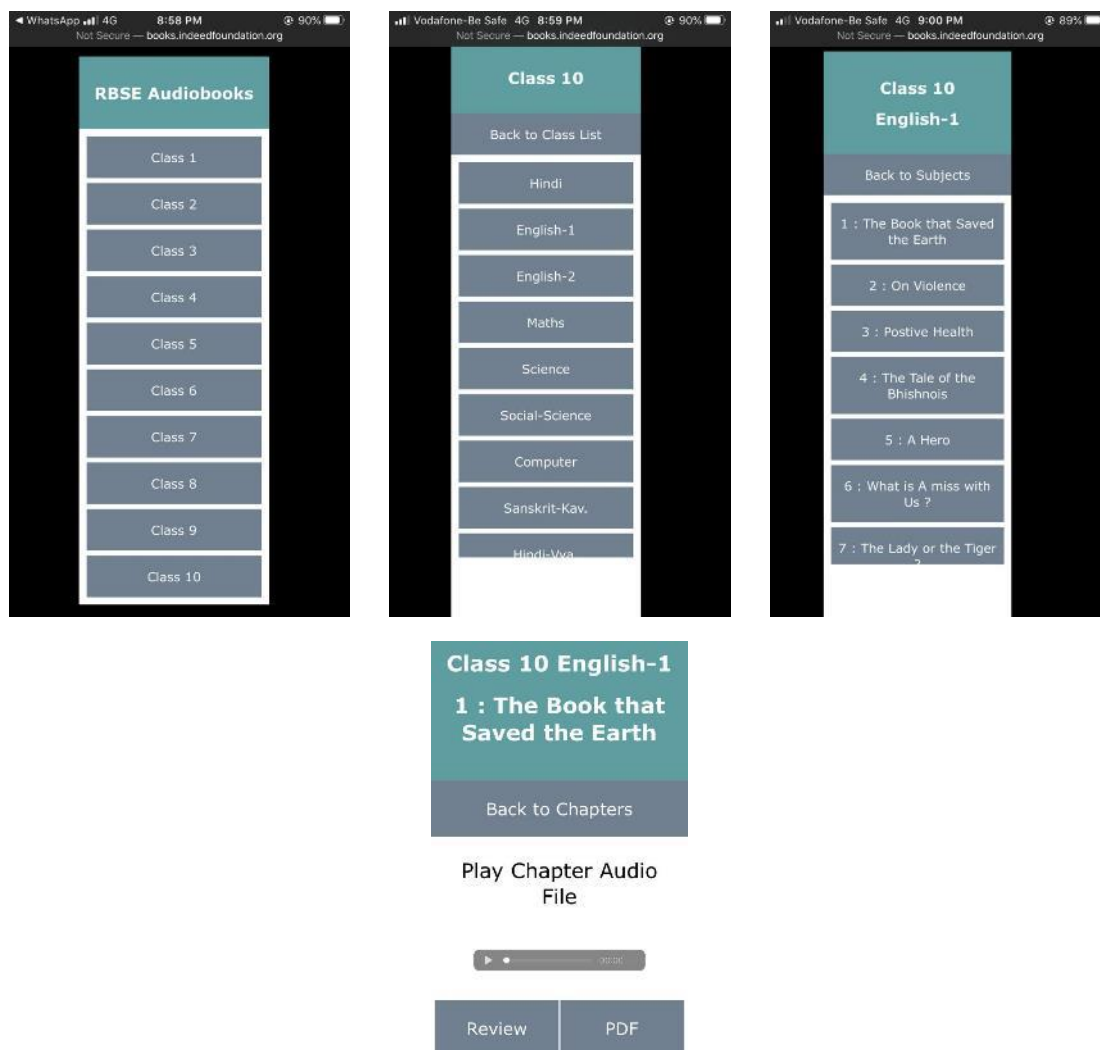 WhatsApp 4G 8:58 PM 90%
Not Secure — books.indeedfoundation.org
RBSE Audiobooks
Class 1
Class 2
Class 3
Class 4
Class 5
Class 6
Class 7
Class 8
Class 9
Class 10
Vodafone-Be Safe 4G 8:59 PM 90%
Not Secure — books.indeedfoundation.org
Class 10
Back to Class List
Hindi
English-1
English-2
Maths
Science
Social-Science
Computer
Sanskrit-Kav.
Hindi-Vya
Vodafone-Be Safe 4G 9:00 PM 89%
Not Secure — books.indeedfoundation.org
Class 10
English-1
Back to Subjects
1 : The Book that Saved
the Earth
2 : On Violence
3 : Postive Health
4 : The Tale of the
Bhishnois
5 : A Hero
6 : What is A miss with
Us ?
7 : The Lady or the Tiger
?
Class 10 English-1
1 : The Book that
Saved the Earth
Back to Chapters
Play Chapter Audio
File
00:00
Review
PDF